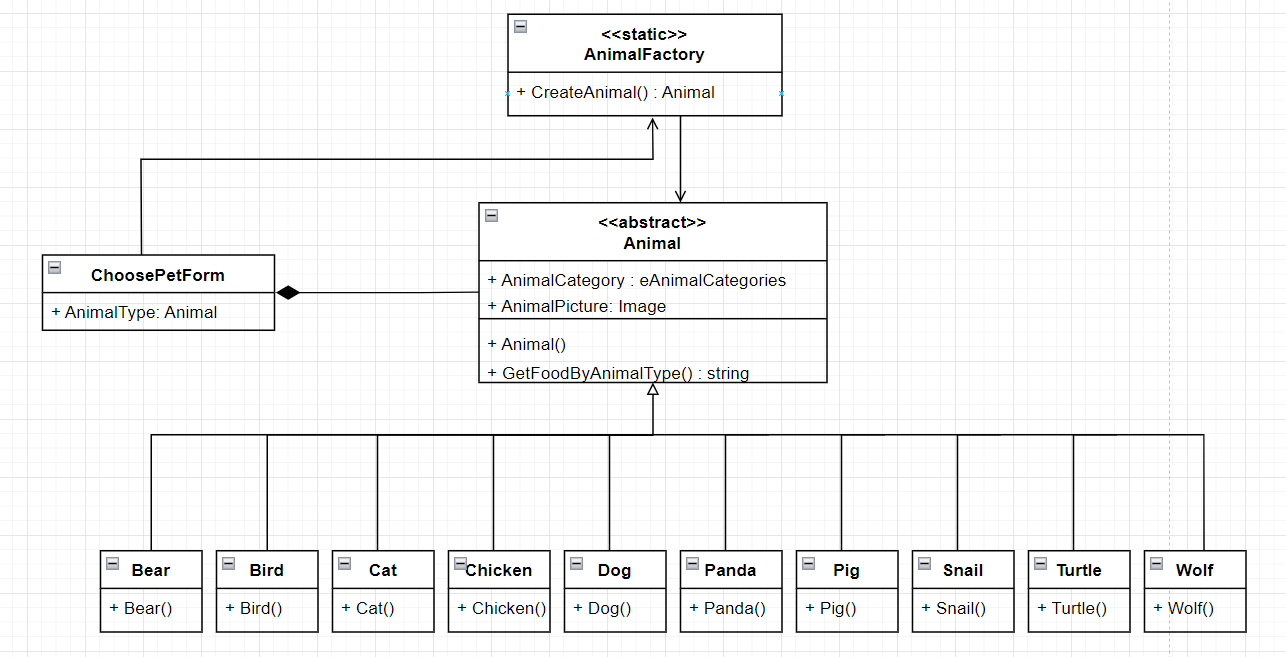 <<static>>
AnimalFactory
+ CreateAnimal() : Animal
<<abstract>>
Animal
+ AnimalCategory : eAnimalCategories
+ AnimalPicture: Image
+ Animal()
+ GetFoodByAnimalType() : string
ChoosePetForm
+ AnimalType: Animal
Bear
+ Bear()
Bird
+ Bird()
Cat
+ Cat()
Chicken
+ Chicken()
Dog
+ Dog()
Panda
+ Panda()
Pig
+ Pig()
Snail
+ Snail()
Turtle
+ Turtle()
Wolf
+ Wolf()